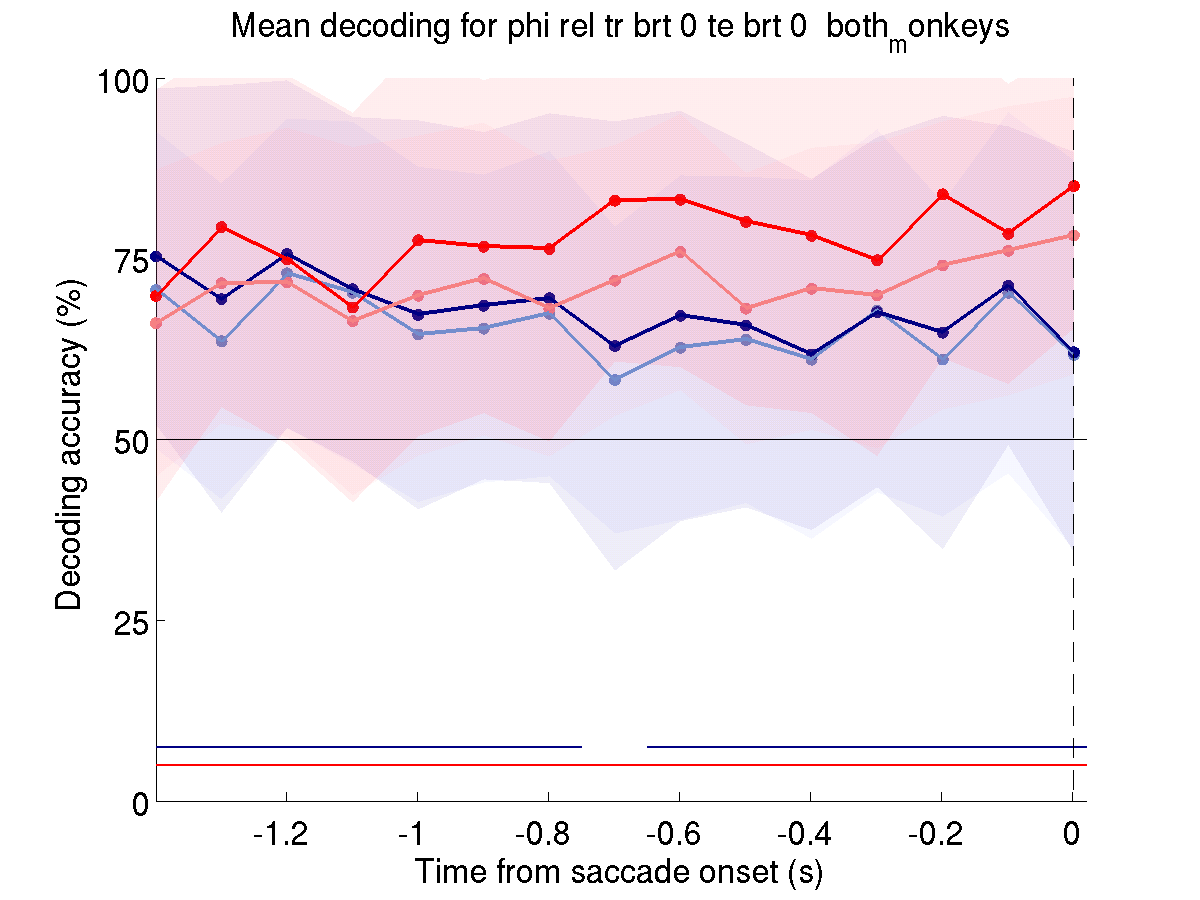 Mean decoding for phi rel tr brt 0 te brt 0 both_monkeys
100
75
50
25
0
Decoding accuracy (%)
-1.2 -1 -0.8 -0.6 -0.4 -0.2 0
Time from saccade onset (s)